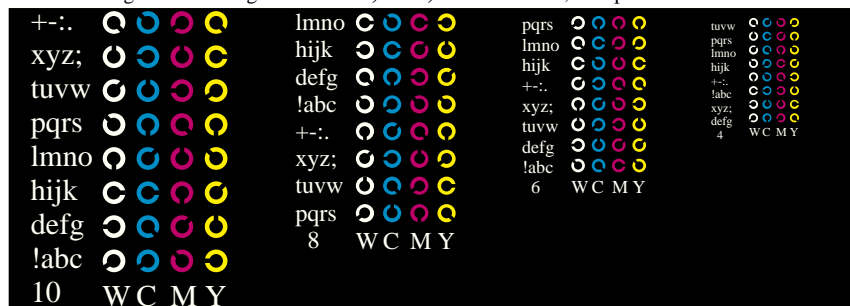 +-:.
xyz;
tuvw
pqrs
lmno
hijk
defg
!abc
10 W C M Y
lmno
hijk
defg
!abc
+-:.
xyz;
tuvw
pqrs
8 W C M Y
pqrs
lmno
hijk
+-:.
xyz;
tuvw
defg
!abc
6 W C M Y
tuvw
pqrs
lmno
hijk
+-:.
!abc
xyz;
defg
4 W C M Y